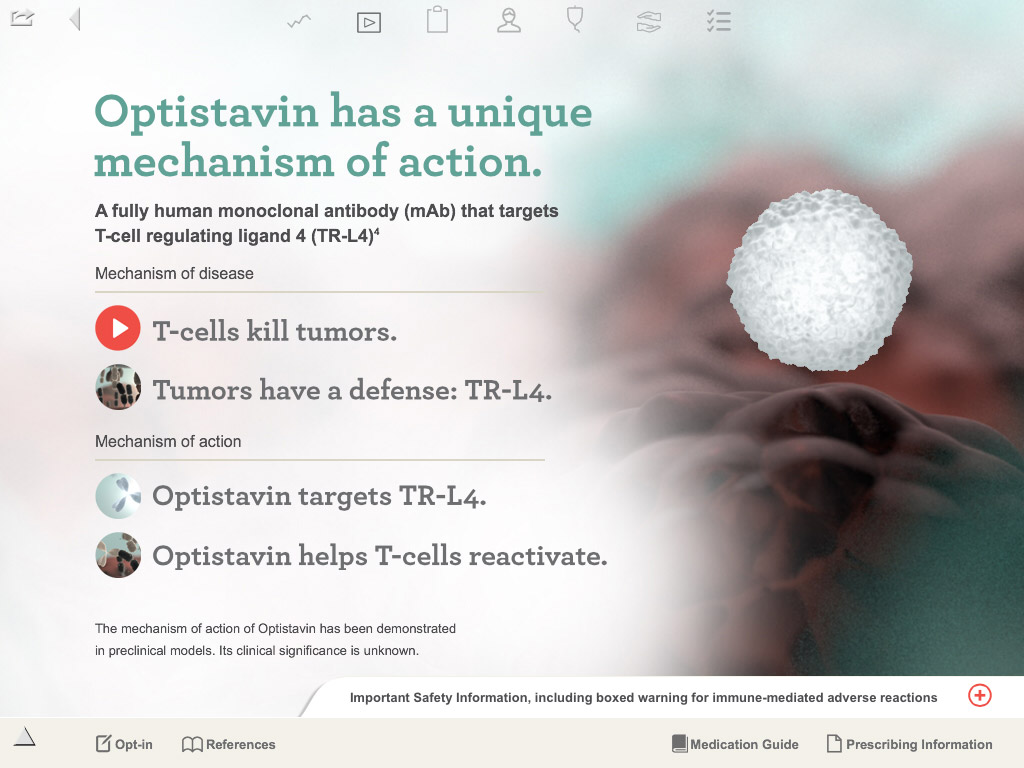 Optistavin has a unique
mechanism of action.
A fully human monoclonal antibody (mAb) that targets
T-cell regulating ligand 4 (TR-L4)⁴
Mechanism of disease
T-cells kill tumors.
Tumors have a defense: TR-L4.
Mechanism of action
Optistavin targets TR-L4.
Optistavin helps T-cells reactivate.
The mechanism of action of Optistavin has been demonstrated
in preclinical models. Its clinical significance is unknown.
Important Safety Information, including boxed warning for immune-mediated adverse reactions
Opt-in References Medication Guide Prescribing Information